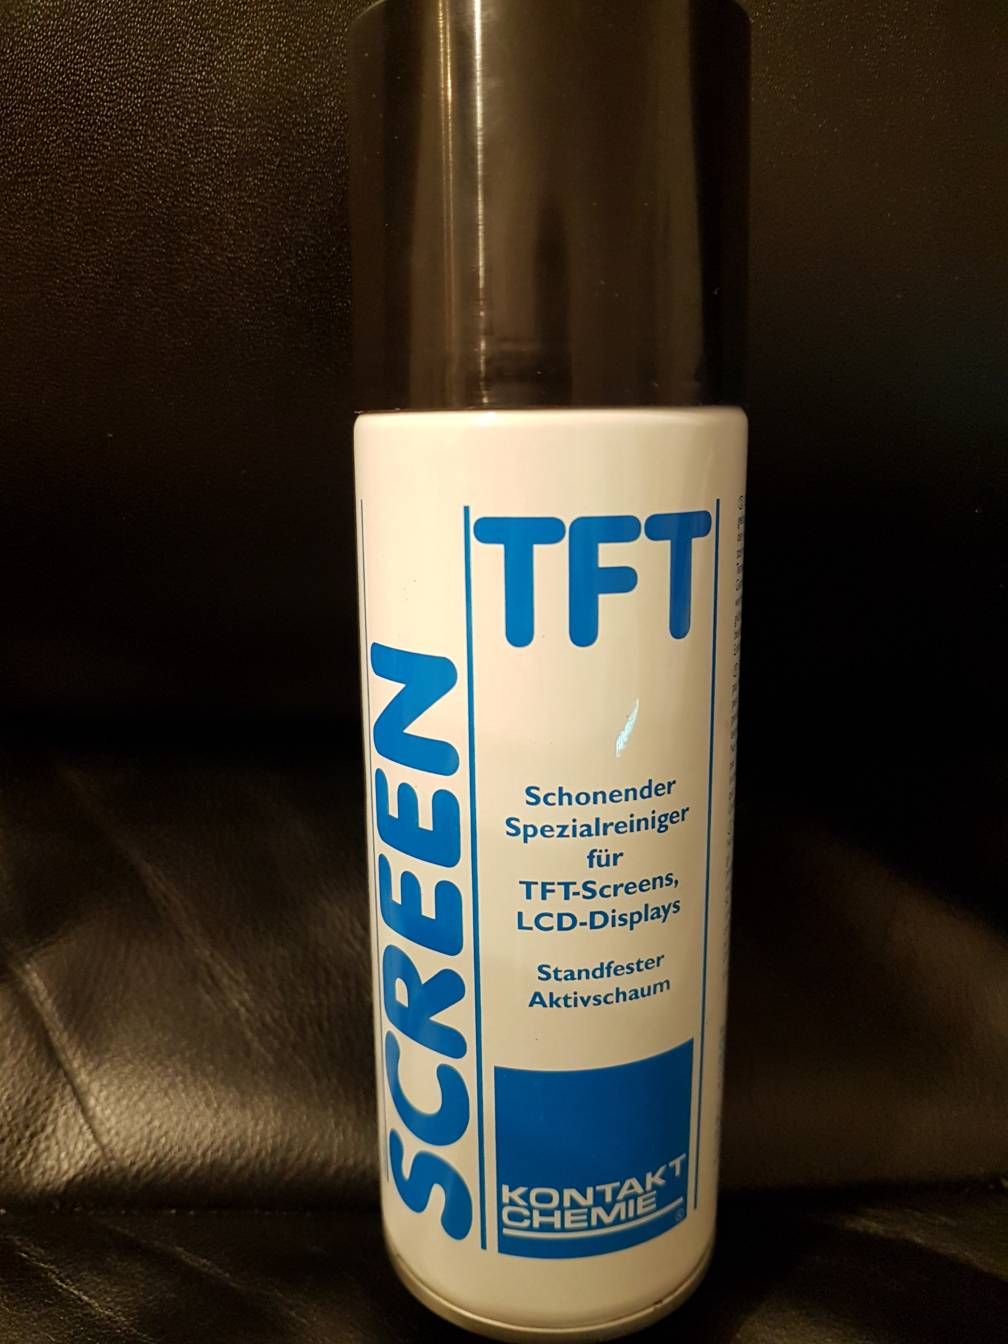 SCREEN
TFT
Schonender
Spezialreiniger
für
TFT-Screens,
LCD-Displays
Standfester
Aktivschaum
KONTAKT
CHEMIE®